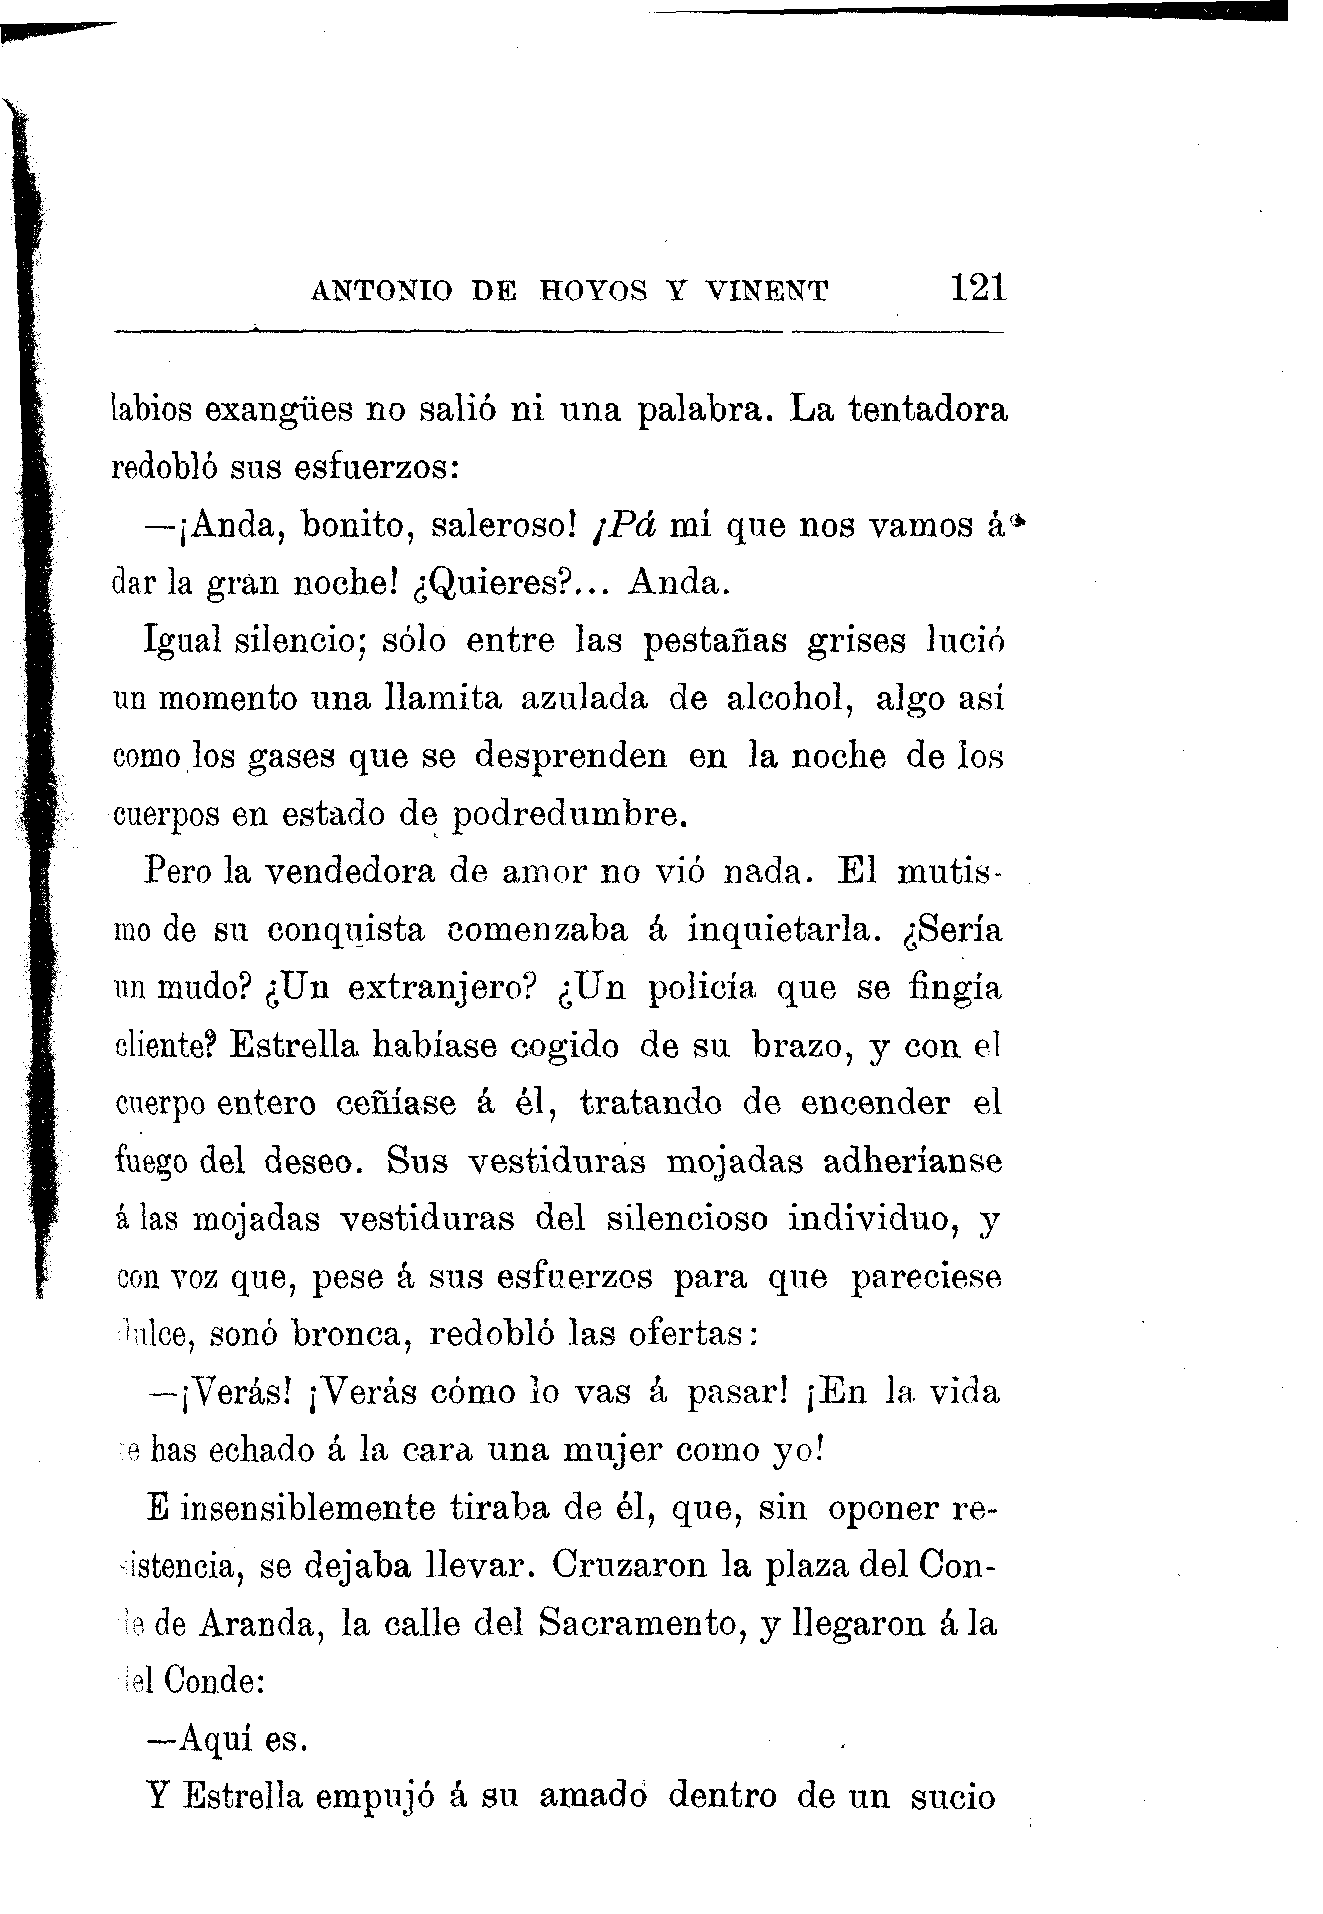 ANTONIO DE HOYOS Y VINENT 121
labios exangües no salió ni una palabra. La tentadora
redobló sus esfuerzos:
—¡Anda, bonito, saleroso! ¡Pá mí que nos vamos á
dar la gran noche! ¿Quieres?... Anda.
Igual silencio; sólo entre las pestañas grises lució
un momento una llamita azulada de alcohol, algo así
como los gases que se desprenden en la noche de los
cuerpos en estado de podredumbre.
Pero la vendedora de amor no vió nada. El mutis-
mo de su conquista comenzaba á inquietarla. ¿Sería
un mudo? ¿Un extranjero? ¿Un policía que se fingía
cliente? Estrella habíase cogido de su brazo, y con el
cuerpo entero ceñíase á él, tratando de encender el
fuego del deseo. Sus vestiduras mojadas adheríanse
á las mojadas vestiduras del silencioso individuo, y
con voz que, pese á sus esfuerzos para que pareciese
dulce, sonó bronca, redobló las ofertas:
—¡Verás! ¡Verás cómo lo vas á pasar! ¡En la vida
te has echado á la cara una mujer como yo!
E insensiblemente tiraba de él, que, sin oponer re-
sistencia, se dejaba llevar. Cruzaron la plaza del Con-
de de Aranda, la calle del Sacramento, y llegaron á la
del Conde:
—Aquí es.
Y Estrella empujó á su amado dentro de un sucio